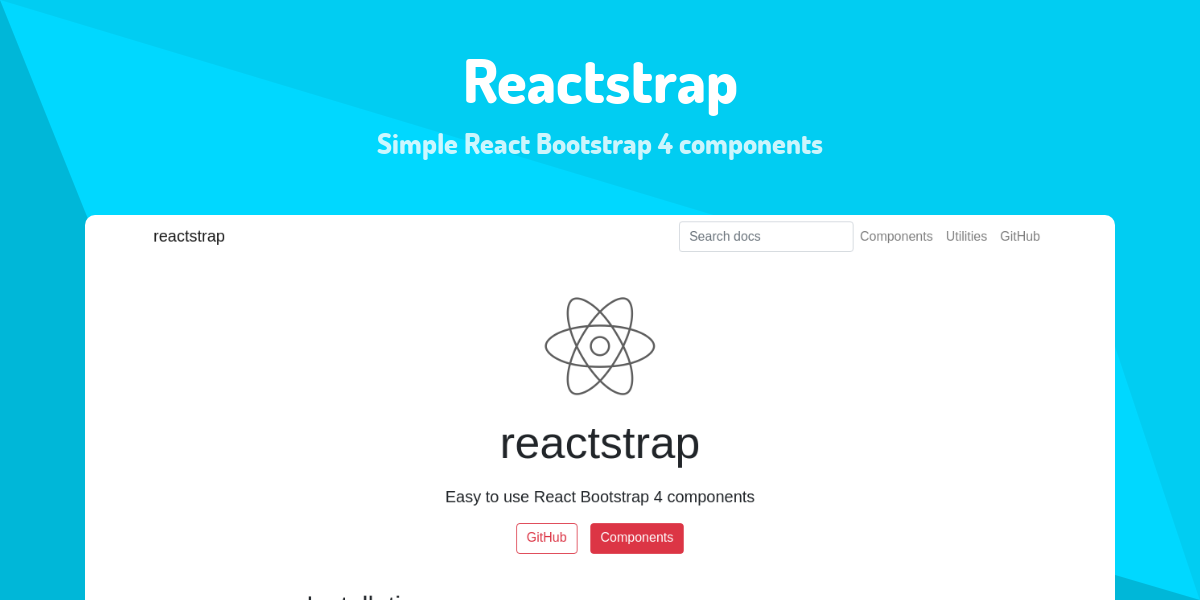 Reactstrap
Simple React Bootstrap 4 components
reactstrap
Search docs Components Utilities GitHub
reactstrap
Easy to use React Bootstrap 4 components
GitHub Components